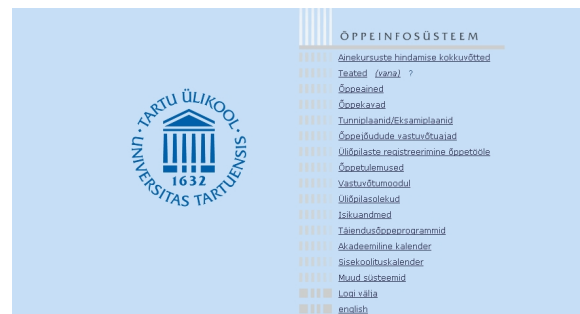 TARTU ÜLIKOOL · UNIVERSITAS TARTUENSIS ·
1632
ÕPPEINFOSÜSTEEM
Ainekursuste hindamise kokkuvõtted
Teated (vana) ?
Õppeained
Õppekavad
Tunniplaanid/Eksamiplaanid
Õppejõudude vastuvõtuajad
Üliõpilaste registreerimine õppetööle
Õppetulemused
Vastuvõtumoodul
Üliõpilasolekud
Isikuandmed
Täiendusõppeprogrammid
Akadeemiline kalender
Sisekoolituskalender
Muud süsteemid
Logi välja
english